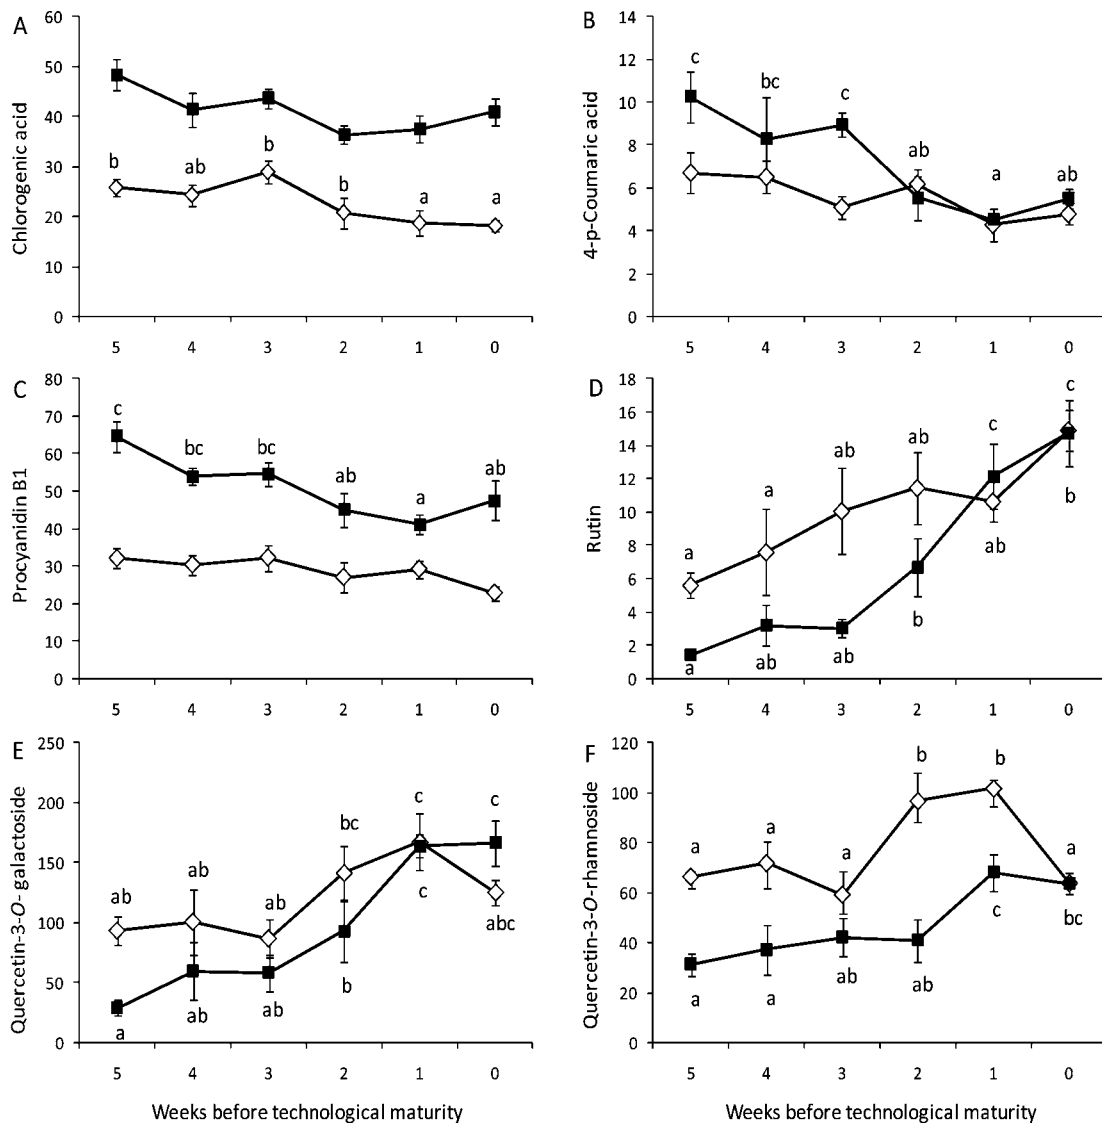 A
Chlorogenic acid
60
50
40
30
20
10
0
b ab b b a a
5 4 3 2 1 0
B
4-p-Coumaric acid
14
12
10
8
6
4
2
0
c bc c ab a ab
5 4 3 2 1 0
C
Procyanidin B1
80
70
60
50
40
30
20
10
0
c bc bc ab a ab
5 4 3 2 1 0
D
Rutin
18
16
14
12
10
8
6
4
2
0
a a ab ab c c
a ab ab b ab b
5 4 3 2 1 0
E
Quercetin-3-O- galactoside
250
200
150
100
50
0
ab ab ab bc c c
a ab ab b c abc
5 4 3 2 1 0
Weeks before technological maturity
F
Quercetin-3-O-rhamnoside
120
100
80
60
40
20
0
a a a b b a
a a ab ab c bc
5 4 3 2 1 0
Weeks before technological maturity